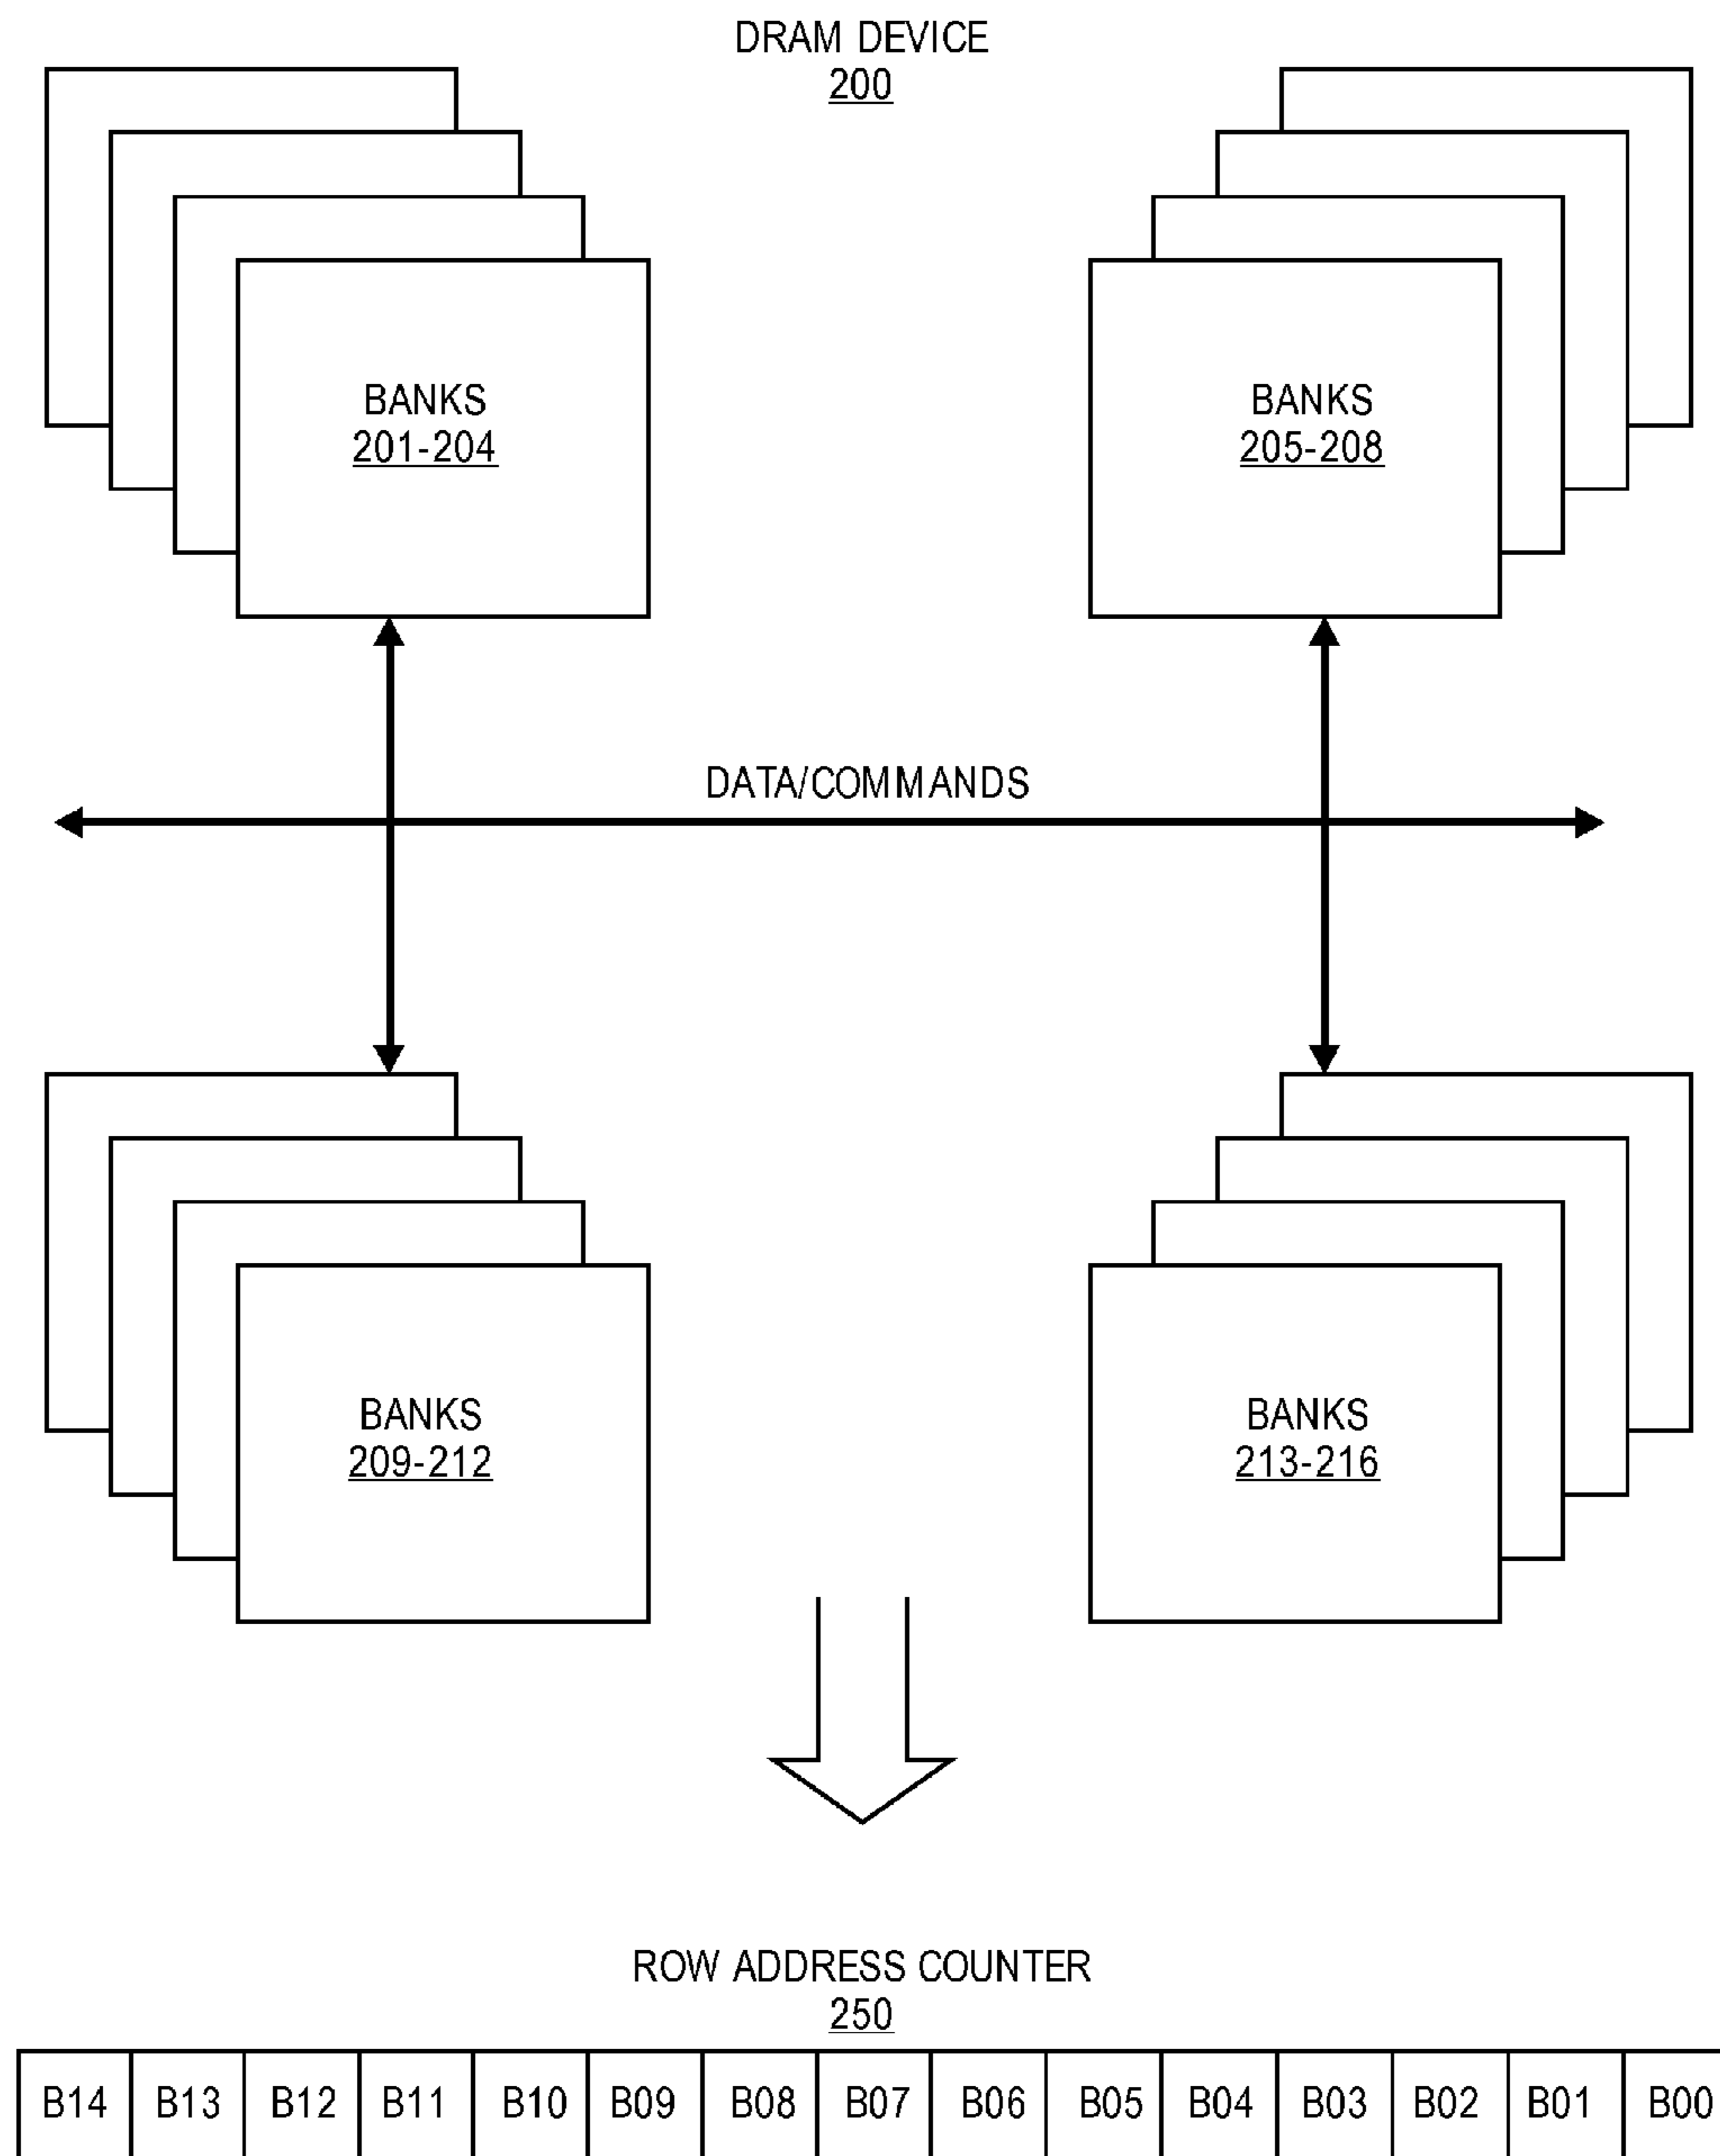 DRAM DEVICE
200
BANKS
201-204
BANKS
205-208
DATA/COMMANDS
BANKS
209-212
BANKS
213-216
ROW ADDRESS COUNTER
250
B14 B13 B12 B11 B10 B09 B08 B07 B06 B05 B04 B03 B02 B01 B00